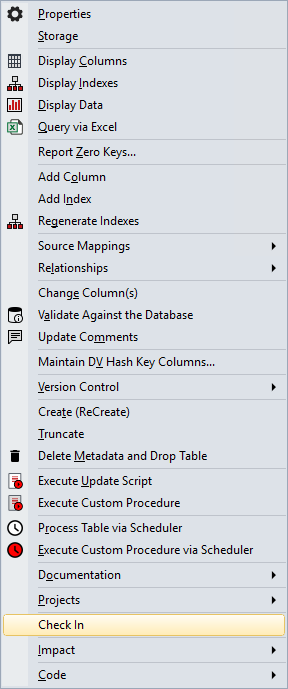 Properties
Storage
Display Columns
Display Indexes
Display Data
Query via Excel
Report Zero Keys...
Add Column
Add Index
Regenerate Indexes
Source Mappings
Relationships
Change Column(s)
Validate Against the Database
Update Comments
Maintain DV Hash Key Columns...
Version Control
Create (ReCreate)
Truncate
Delete Metadata and Drop Table
Execute Update Script
Execute Custom Procedure
Process Table via Scheduler
Execute Custom Procedure via Scheduler
Documentation
Projects
Check In
Impact
Code